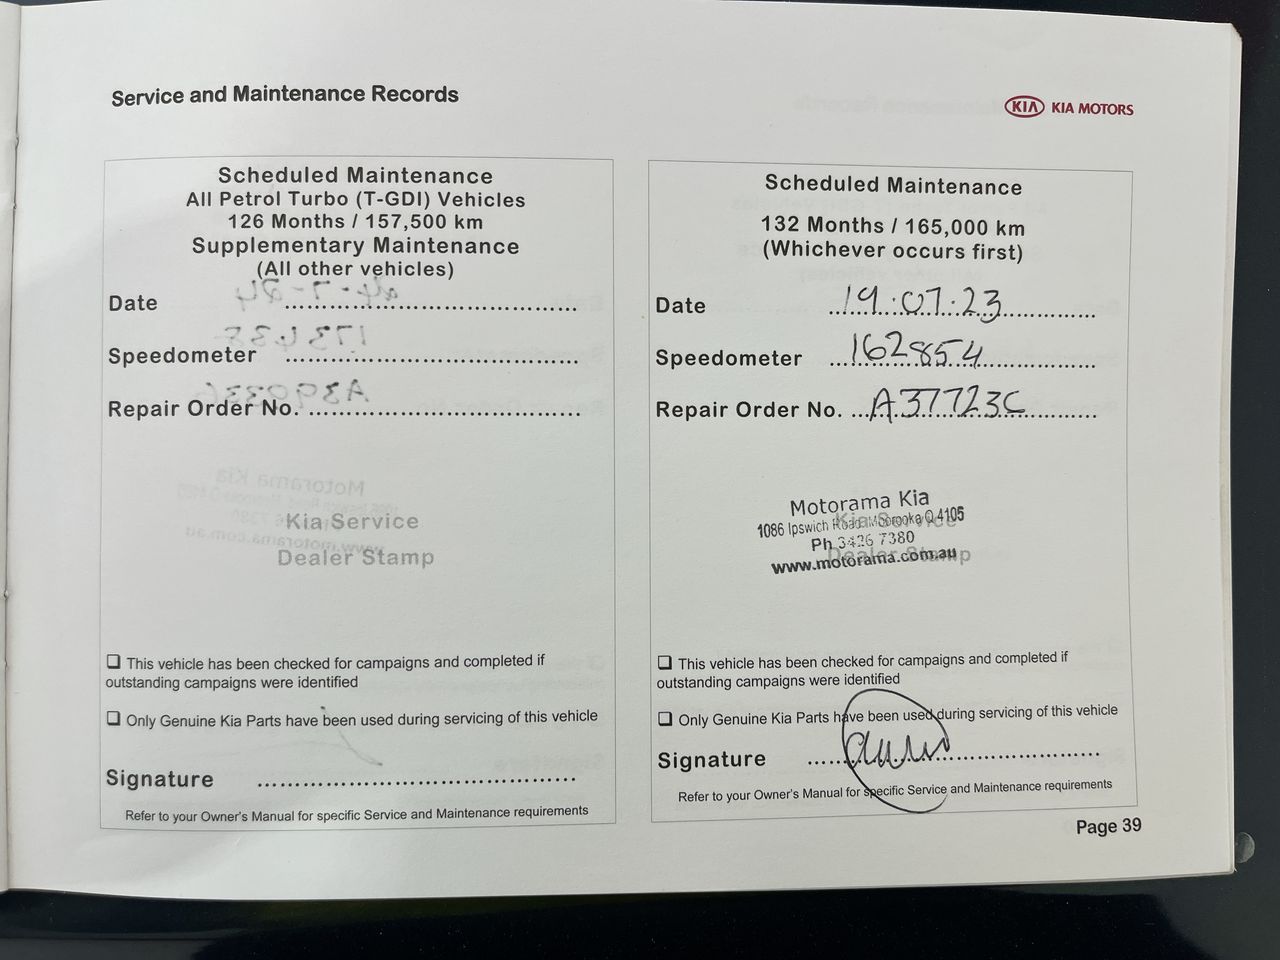 Service and Maintenance Records
KIA KIA MOTORS
Scheduled Maintenance
All Petrol Turbo (T-GDI) Vehicles
126 Months / 157,500 km
Supplementary Maintenance
(All other vehicles)
Date
Speedometer
Repair Order No.
Kia Service
Dealer Stamp
❏ This vehicle has been checked for campaigns and completed if
outstanding campaigns were identified
❏ Only Genuine Kia Parts have been used during servicing of this vehicle
Signature
Refer to your Owner's Manual for specific Service and Maintenance requirements
Scheduled Maintenance
132 Months / 165,000 km
(Whichever occurs first)
Date 19.07.23
Speedometer 162854
Repair Order No. A37723C
Motorama Kia
1086 Ipswich Road Moorooka Q 4105
Ph 3426 7380
www.motorama.com.au
Kia Service
Dealer Stamp
❏ This vehicle has been checked for campaigns and completed if
outstanding campaigns were identified
❏ Only Genuine Kia Parts have been used during servicing of this vehicle
Signature
Refer to your Owner's Manual for specific Service and Maintenance requirements
Page 39